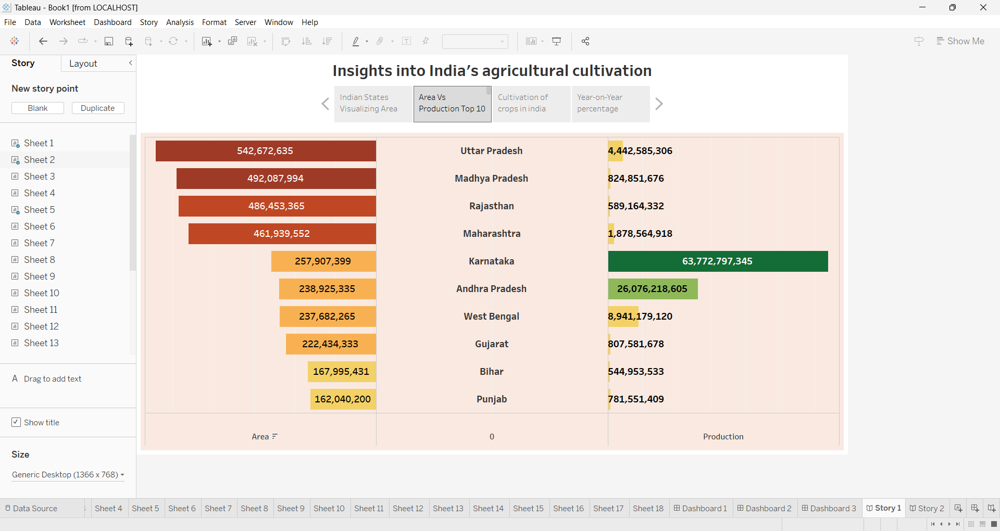 Tableau - Book1 [from LOCALHOST]
File Data Worksheet Dashboard Story Analysis Format Server Window Help
Show Me
Story Layout
New story point
Blank Duplicate
Sheet 1
Sheet 2
Sheet 3
Sheet 4
Sheet 5
Sheet 6
Sheet 7
Sheet 8
Sheet 9
Sheet 10
Sheet 11
Sheet 12
Sheet 13
A Drag to add text
Show title
Size
Generic Desktop (1366 x 768)
Insights into India's agricultural cultivation
Indian States
Visualizing Area
Area Vs
Production Top 10
Cultivation of
crops in india
Year-on-Year
percentage
542,672,635 Uttar Pradesh 4,442,585,306
492,087,994 Madhya Pradesh 824,851,676
486,453,365 Rajasthan 589,164,332
461,939,552 Maharashtra 1,878,564,918
257,907,399 Karnataka 63,772,797,345
238,925,335 Andhra Pradesh 26,076,218,605
237,682,265 West Bengal 8,941,179,120
222,434,333 Gujarat 807,581,678
167,995,431 Bihar 544,953,533
162,040,200 Punjab 781,551,409
Area 0 Production
Data Source Sheet 4 Sheet 5 Sheet 6 Sheet 7 Sheet 8 Sheet 9 Sheet 10 Sheet 11 Sheet 12 Sheet 13 Sheet 14 Sheet 15 Sheet 16 Sheet 17 Sheet 18 Dashboard 1 Dashboard 2 Dashboard 3 Story 1 Story 2